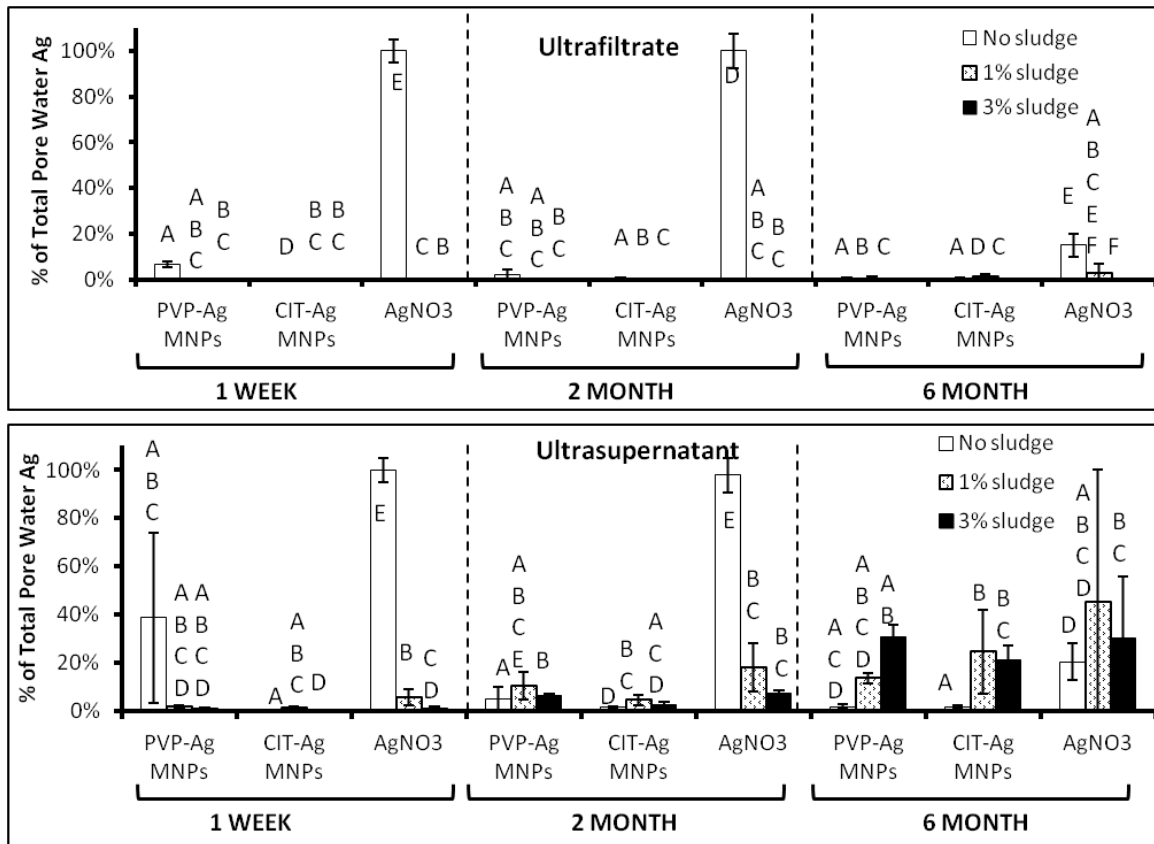 % of Total Pore Water Ag
Ultrafiltrate
No sludge
1% sludge
3% sludge
100%
80%
60%
40%
20%
0%
A
A B C
B C
D
B C
B C
E
C B
A B C
A B C
B C
A B C
D
A B C
B C
A B C
A D C
E
A B C E F
F
PVP-Ag MNPs
CIT-Ag MNPs
AgNO3
PVP-Ag MNPs
CIT-Ag MNPs
AgNO3
PVP-Ag MNPs
CIT-Ag MNPs
AgNO3
1 WEEK
2 MONTH
6 MONTH
% of Total Pore Water Ag
Ultrasupernatant
No sludge
1% sludge
3% sludge
100%
80%
60%
40%
20%
0%
A B C
A B C D
A B C D
A
A B C
D
E
B
C D
A
A B C E
B
D
B C
A C D
E
B C
B C
A C D
A B C D
A B
A
B
B C
D
A B C D
B C
PVP-Ag MNPs
CIT-Ag MNPs
AgNO3
PVP-Ag MNPs
CIT-Ag MNPs
AgNO3
PVP-Ag MNPs
CIT-Ag MNPs
AgNO3
1 WEEK
2 MONTH
6 MONTH